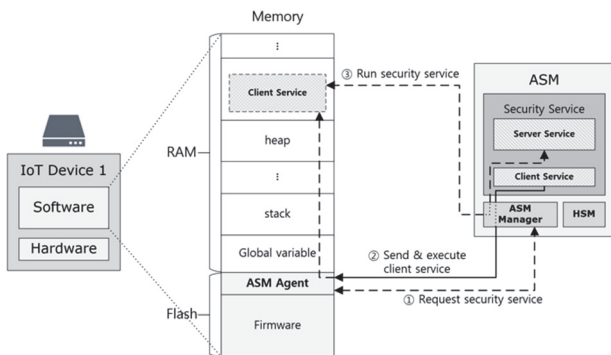 Memory
⋮
Client Service
③ Run security service
ASM
Security Service
Server Service
Client Service
ASM
Manager
HSM
RAM
heap
⋮
stack
Global variable
IoT Device 1
Software
Hardware
② Send & execute
client service
ASM Agent
① Request security service
Flash
Firmware